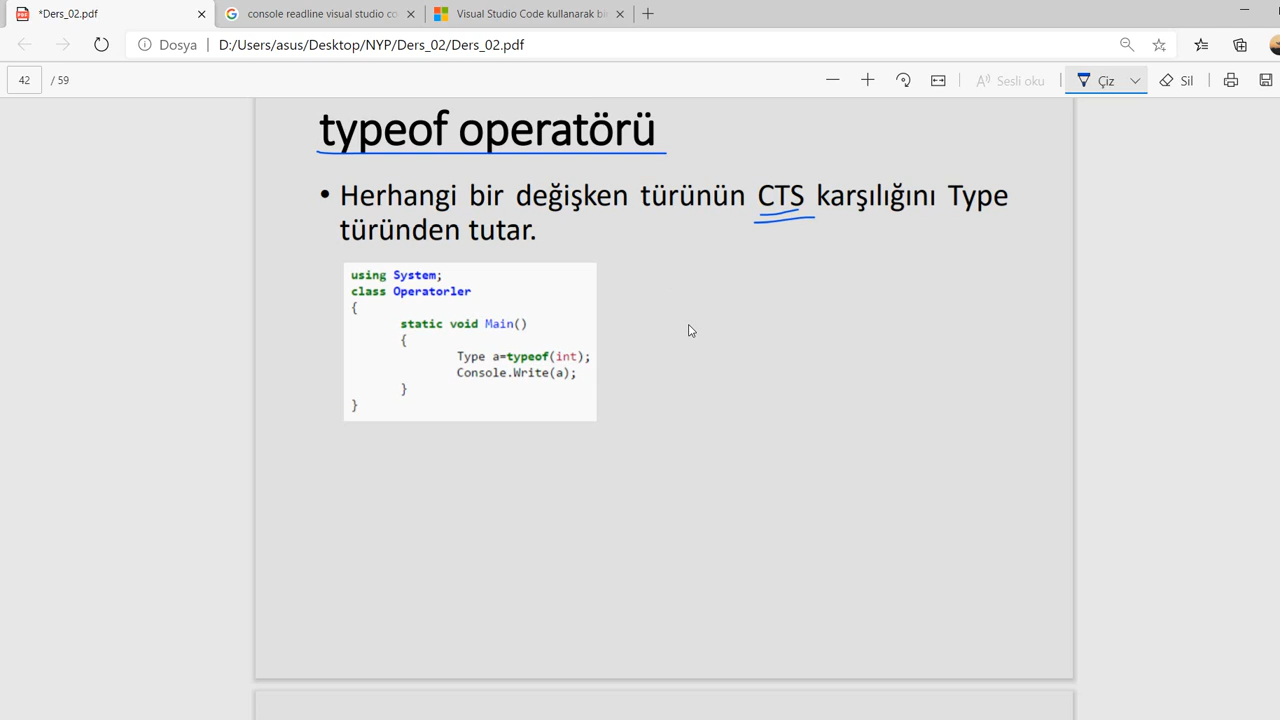 *Ders_02.pdf
console readline visual studio co
Visual Studio Code kullanarak bi
Dosya
D:/Users/asus/Desktop/NYP/Ders_02/Ders_02.pdf
42 / 59
Sesli oku
Çiz
Sil
typeof operatörü
• Herhangi bir değişken türünün CTS karşılığını Type
türünden tutar.
using System;
class Operatorler
{
static void Main()
{
Type a=typeof(int);
Console.Write(a);
}
}